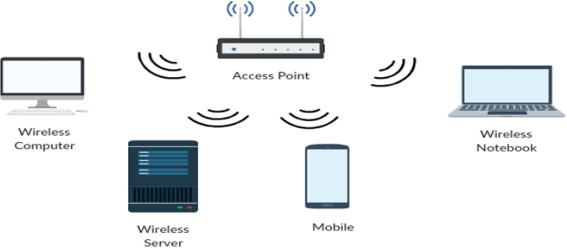 Access Point
Wireless
Computer
Wireless
Notebook
Wireless
Server
Mobile